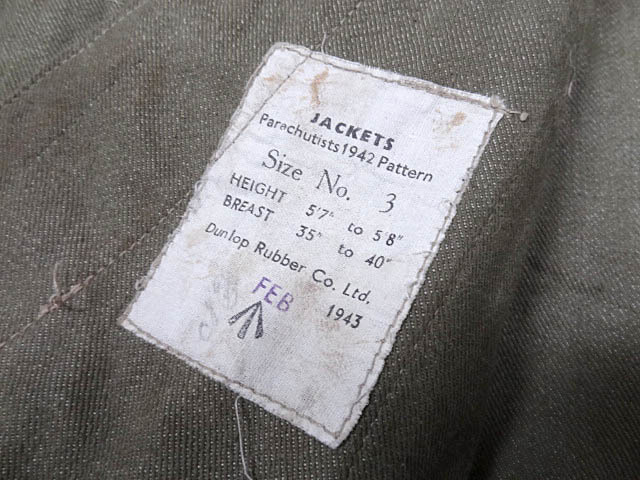 JACKETS
Parachutists 1942 Pattern
Size No. 3
HEIGHT 5'7" to 5'8"
BREAST 35" to 40"
Dunlop Rubber Co. Ltd.
FEB 1943